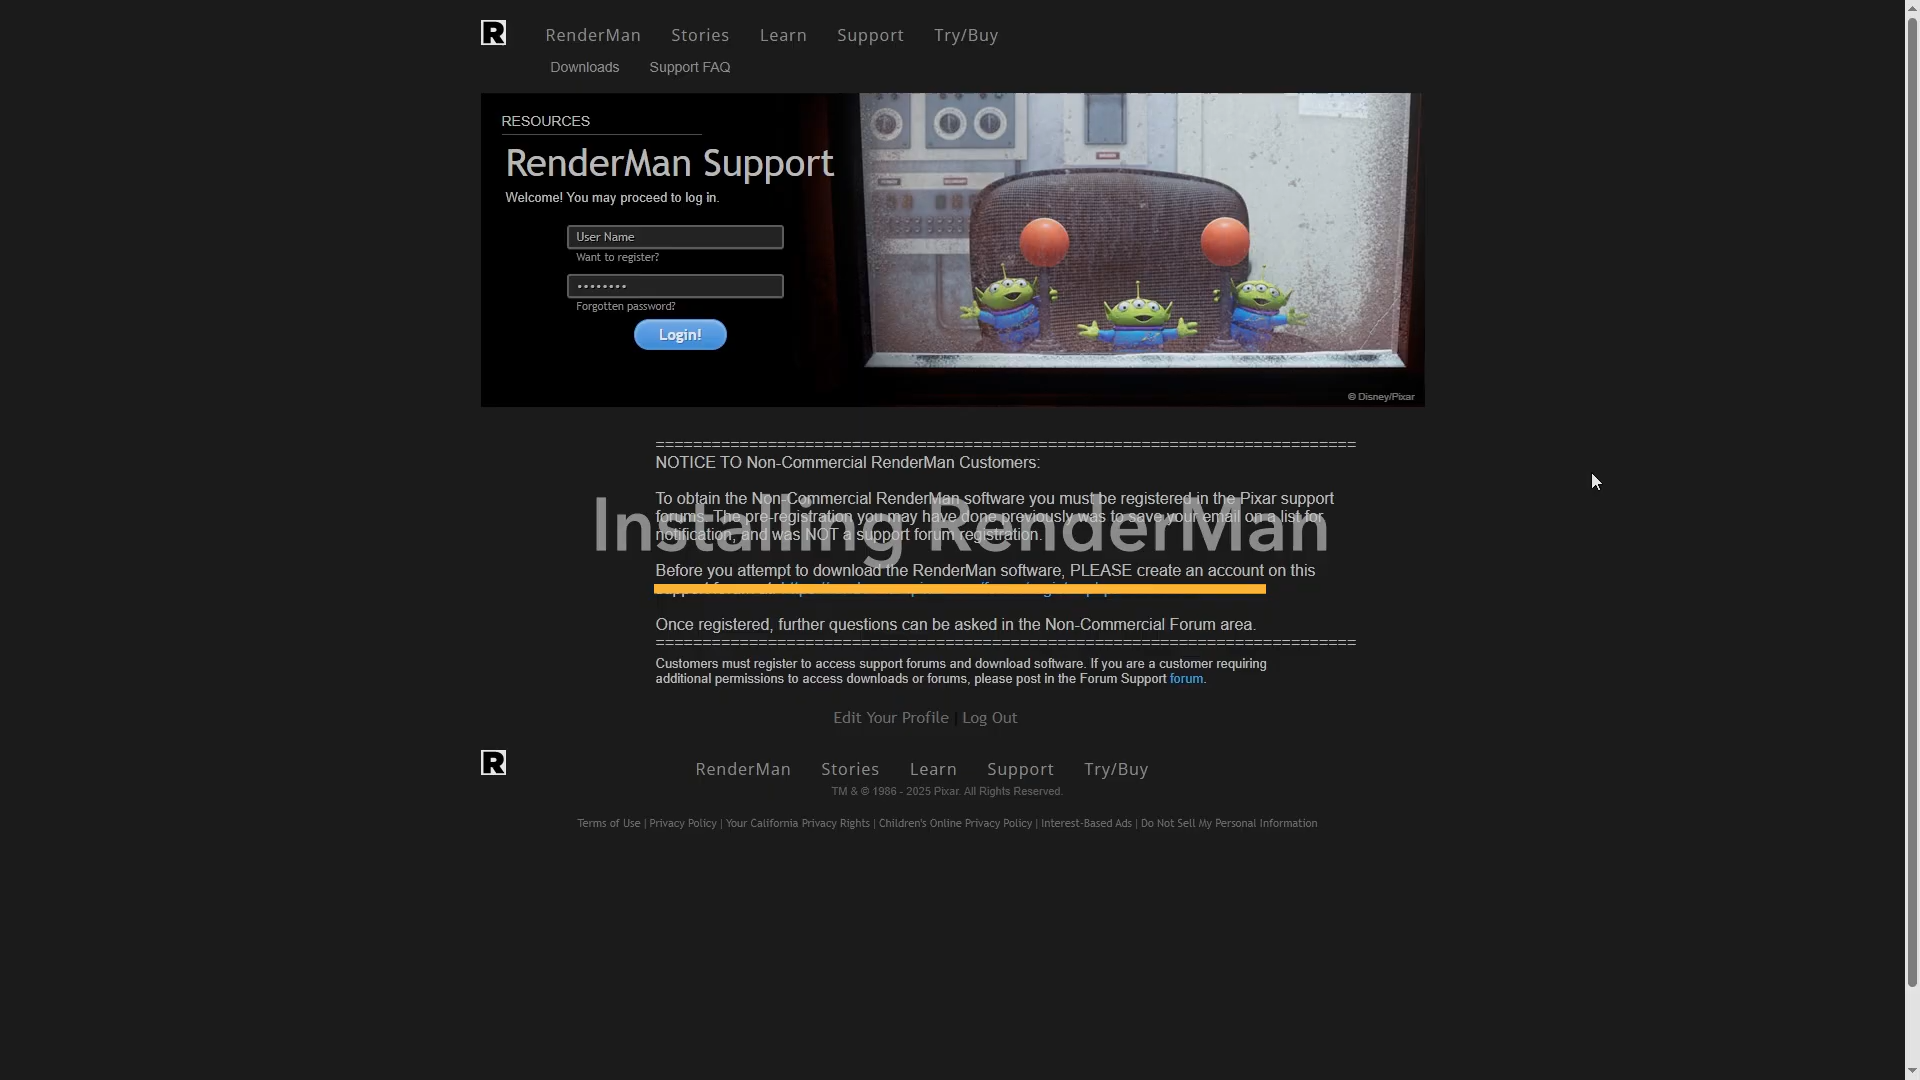 R
RenderMan Stories Learn Support Try/Buy
Downloads Support FAQ
RESOURCES
RenderMan Support
Welcome! You may proceed to log in.
User Name
Want to register?
••••••••
Forgotten password?
Login!
© Disney/Pixar
===========================================================================
NOTICE TO Non-Commercial RenderMan Customers:
To obtain the Non-Commercial RenderMan software you must be registered in the Pixar support
forums. The pre-registration you may have done previously was to save your email on a list for
notification, and was NOT a support forum registration.
Installing RenderMan
Before you attempt to download the RenderMan software, PLEASE create an account on this
Once registered, further questions can be asked in the Non-Commercial Forum area.
===========================================================================
Customers must register to access support forums and download software. If you are a customer requiring
additional permissions to access downloads or forums, please post in the Forum Support forum.
Edit Your Profile | Log Out
R
RenderMan Stories Learn Support Try/Buy
TM & © 1986 - 2025 Pixar. All Rights Reserved.
Terms of Use | Privacy Policy | Your California Privacy Rights | Children's Online Privacy Policy | Interest-Based Ads | Do Not Sell My Personal Information